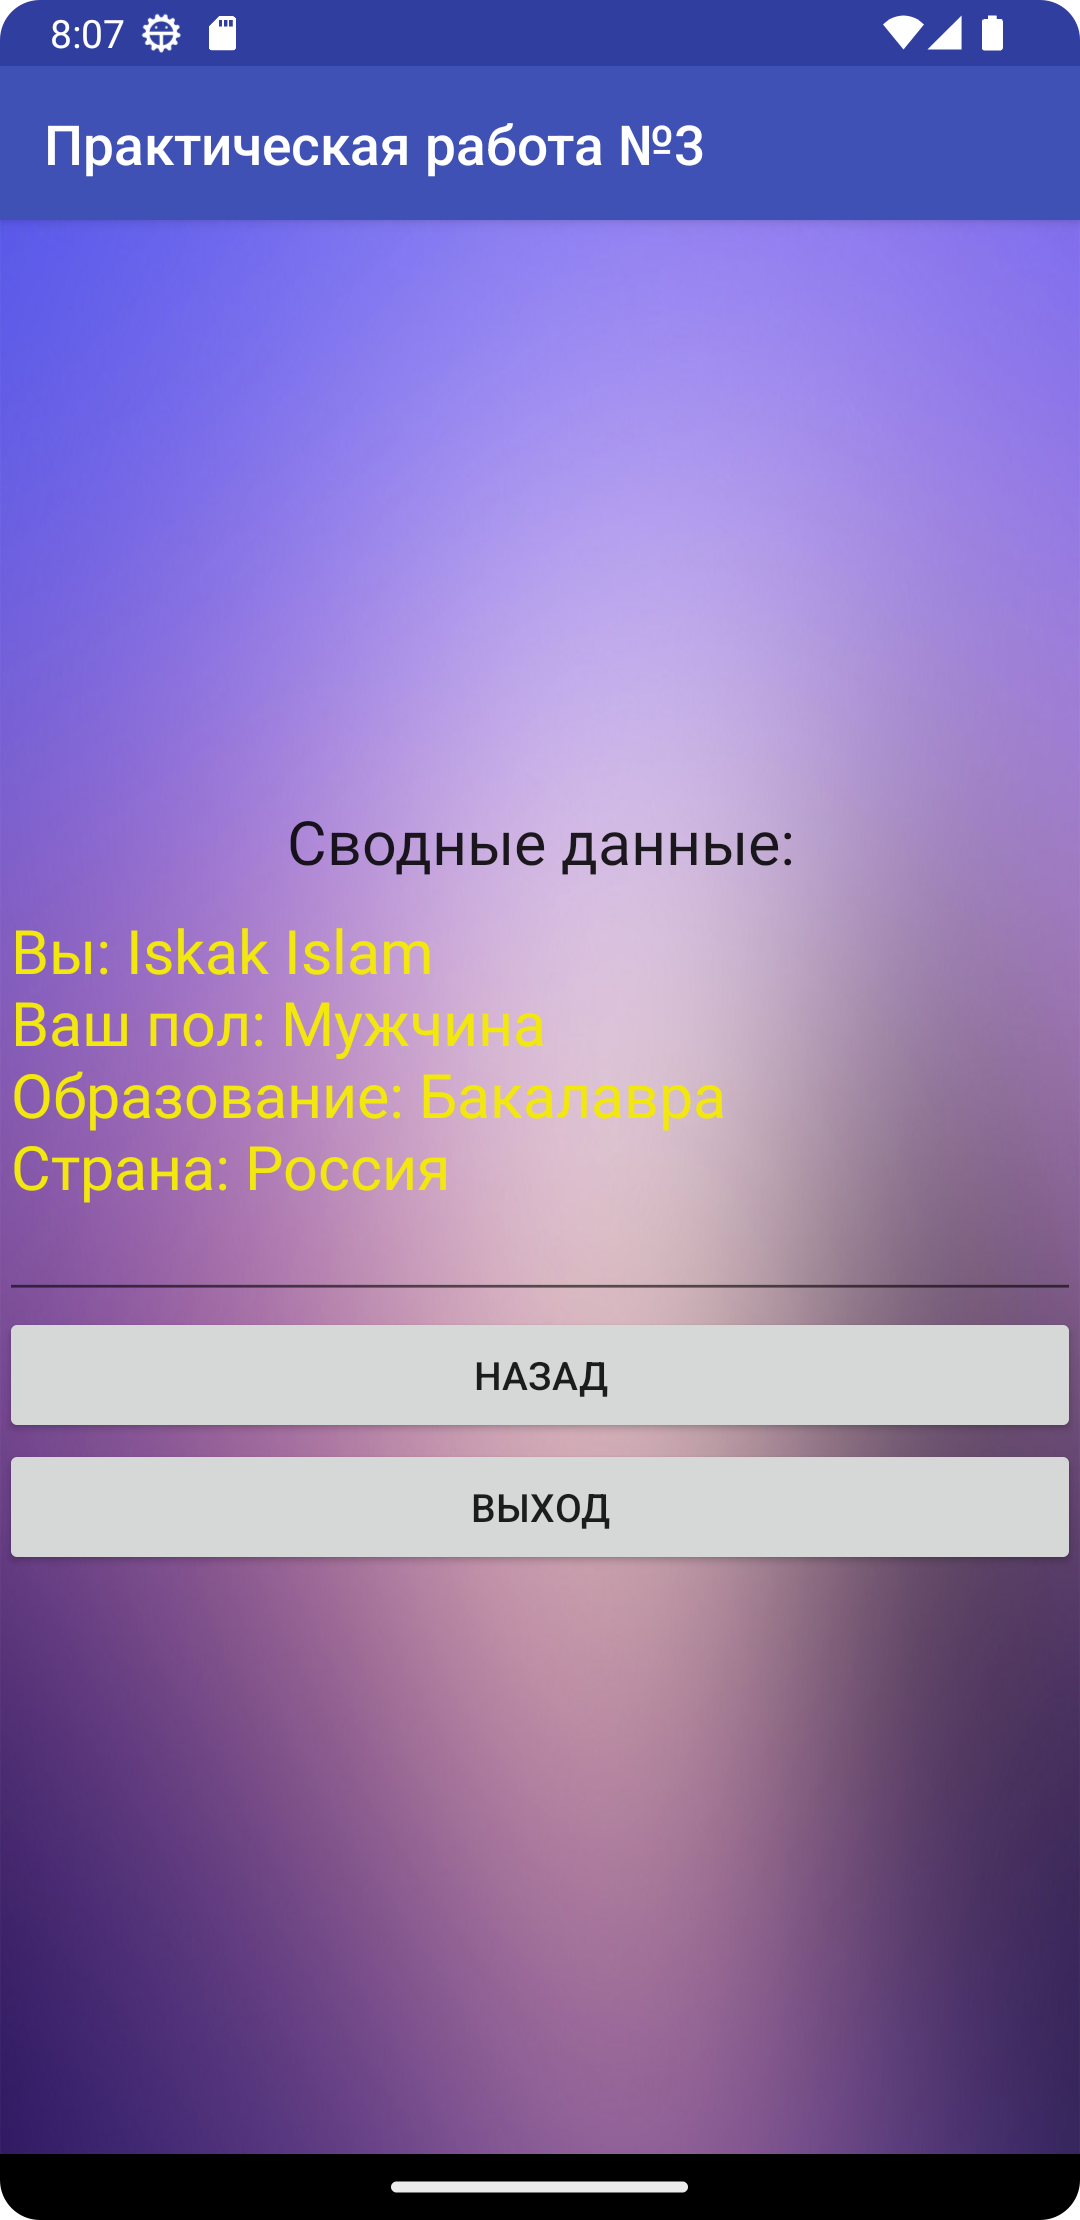 8:07
Практическая работа №3
Сводные данные:
Вы: Iskak Islam
Ваш пол: Мужчина
Образование: Бакалавра
Страна: Россия
НАЗАД
ВЫХОД